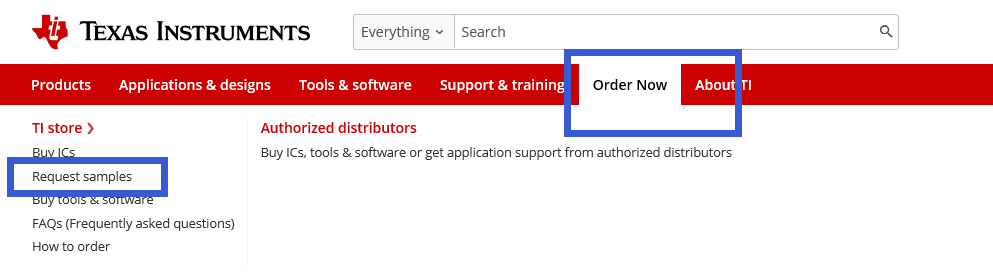 TEXAS INSTRUMENTS
Everything
Search
Products Applications & designs Tools & software Support & training Order Now About TI
TI store ❯
Buy ICs
Request samples
Buy tools & software
FAQs (Frequently asked questions)
How to order
Authorized distributors
Buy ICs, tools & software or get application support from authorized distributors